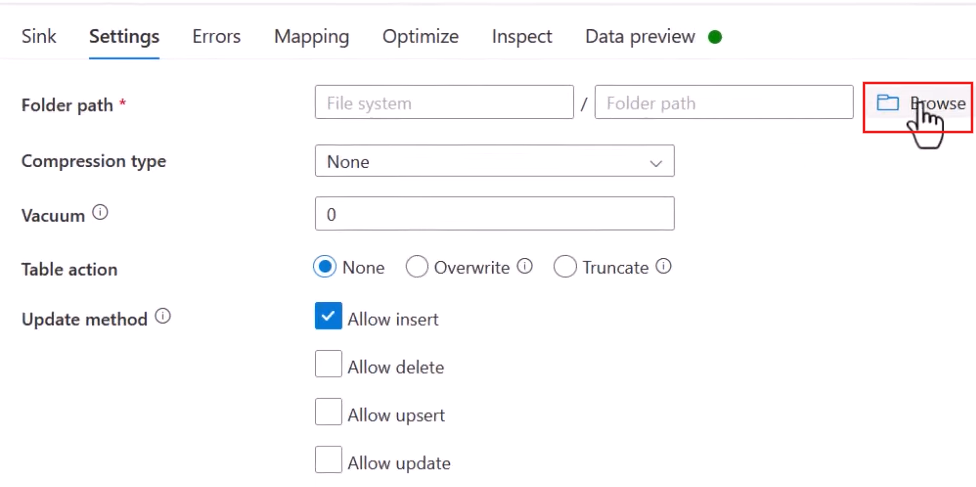 Sink Settings Errors Mapping Optimize Inspect Data preview
Folder path * File system / Folder path Browse
Compression type None
Vacuum 0
Table action None Overwrite Truncate
Update method Allow insert
Allow delete
Allow upsert
Allow update